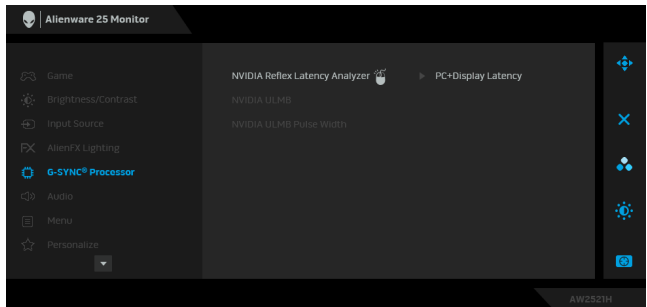 Alienware 25 Monitor
Game
Brightness/Contrast
Input Source
AlienFX Lighting
G-SYNC® Processor
Audio
Menu
Personalize
NVIDIA Reflex Latency Analyzer PC+Display Latency
NVIDIA ULMB
NVIDIA ULMB Pulse Width
AW2521H